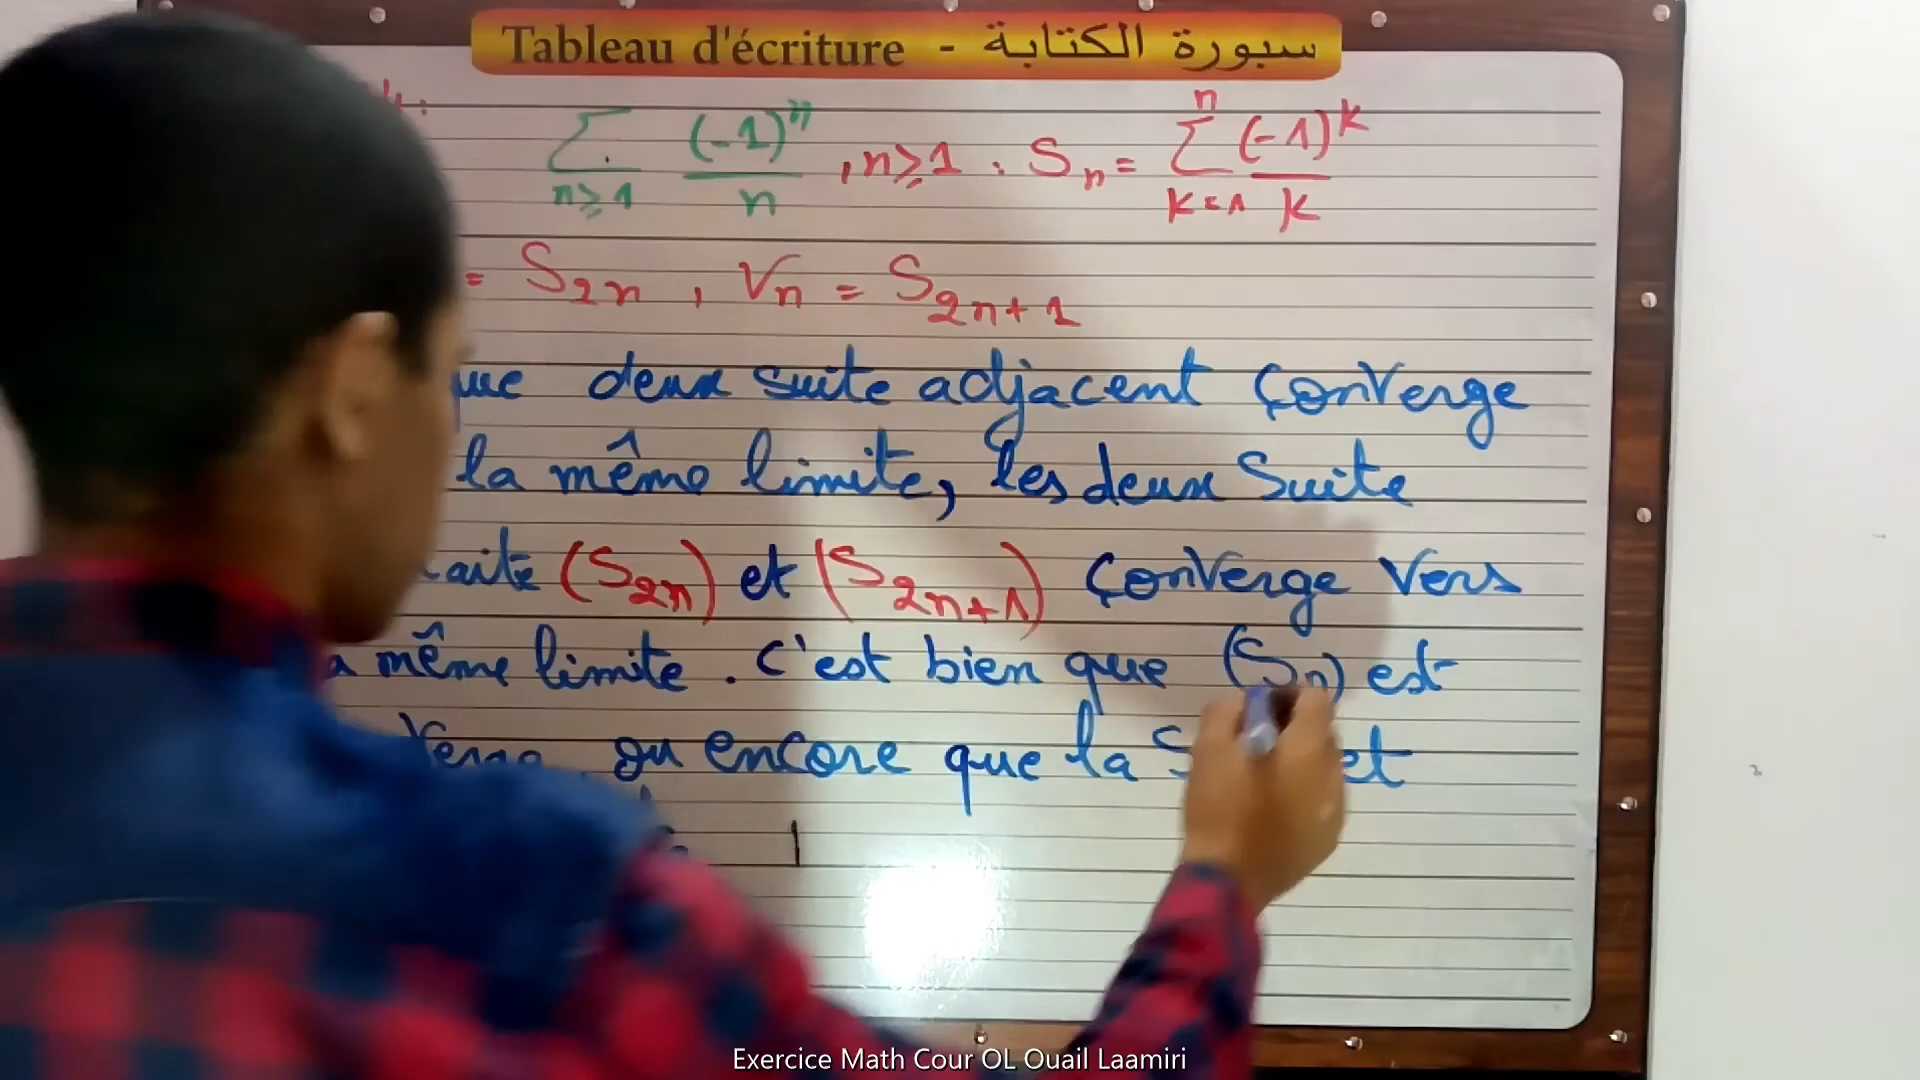 Tableau d'écriture - سبورة الكتابة
∑ n≥1 (-1)^n / n , n≥1 : S_n = ∑ k=1 n (-1)^k / k
= S_2n , V_n = S_2n+1
que deux suite adjacent converge
la même limite, les deux Suite
(S_2n) et (S_2n+1) converge vers
même limite . c'est bien que (S_n) est
ou encore que la et
Exercice Math Cour OL Ouail Laamiri